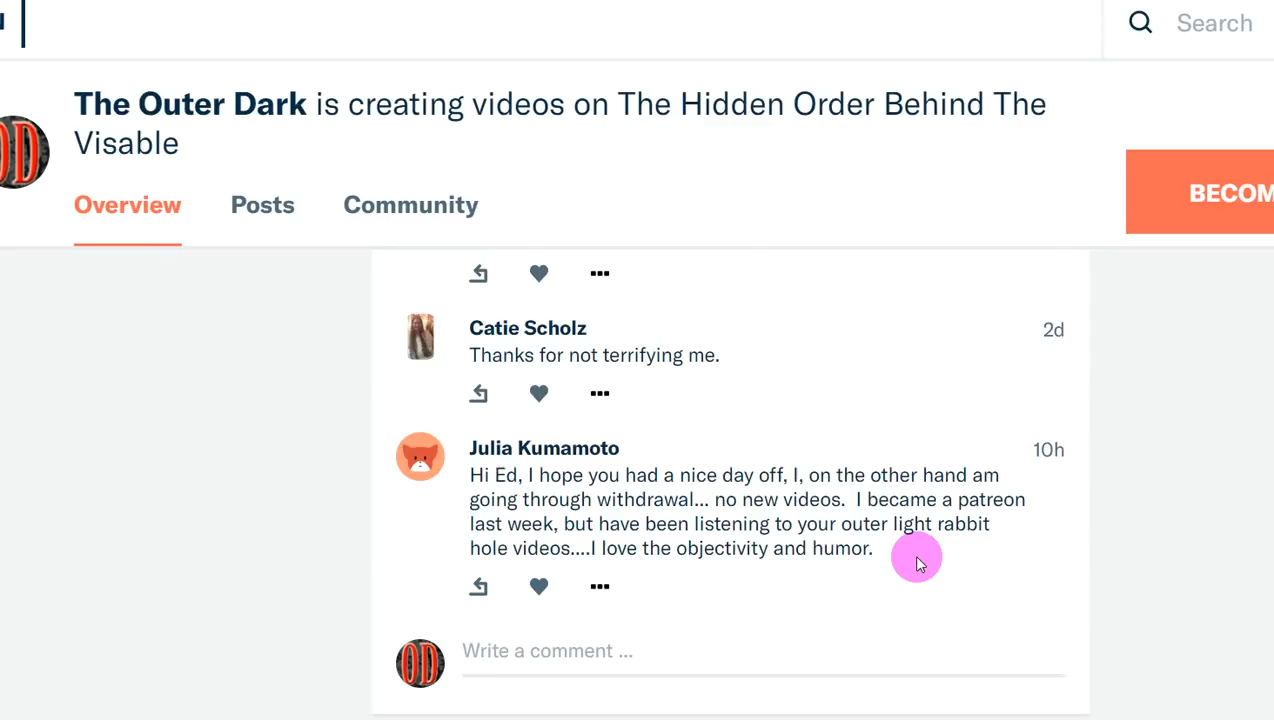 Search
The Outer Dark is creating videos on The Hidden Order Behind The
Visable
OD
BECOM
Overview Posts Community
Catie Scholz 2d
Thanks for not terrifying me.
Julia Kumamoto 10h
Hi Ed, I hope you had a nice day off, I, on the other hand am
going through withdrawal... no new videos.  I became a patreon
last week, but have been listening to your outer light rabbit
hole videos....I love the objectivity and humor.
OD
Write a comment ...